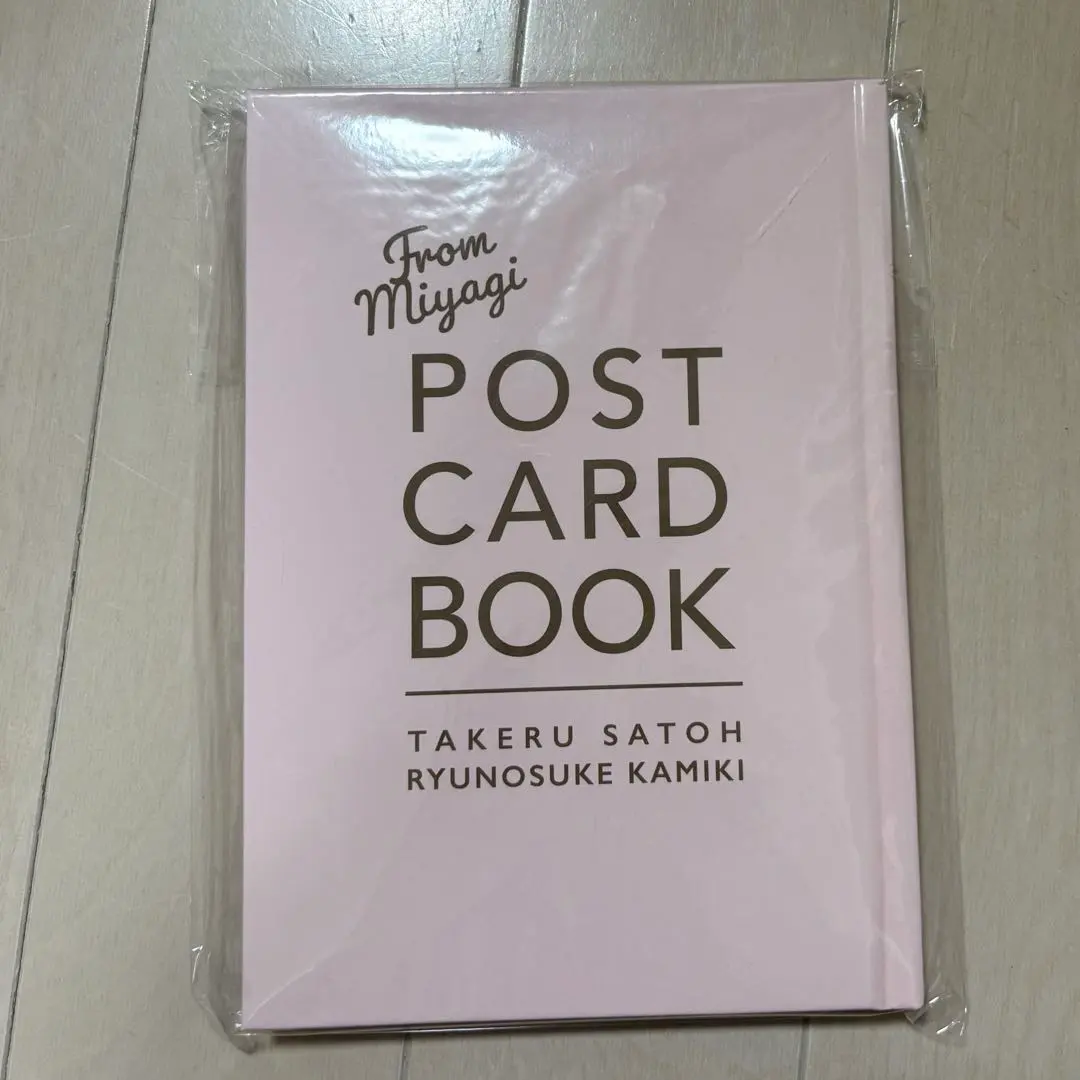 From
Miyagi
POST
CARD
BOOK
TAKERU SATOH
RYUNOSUKE KAMIKI